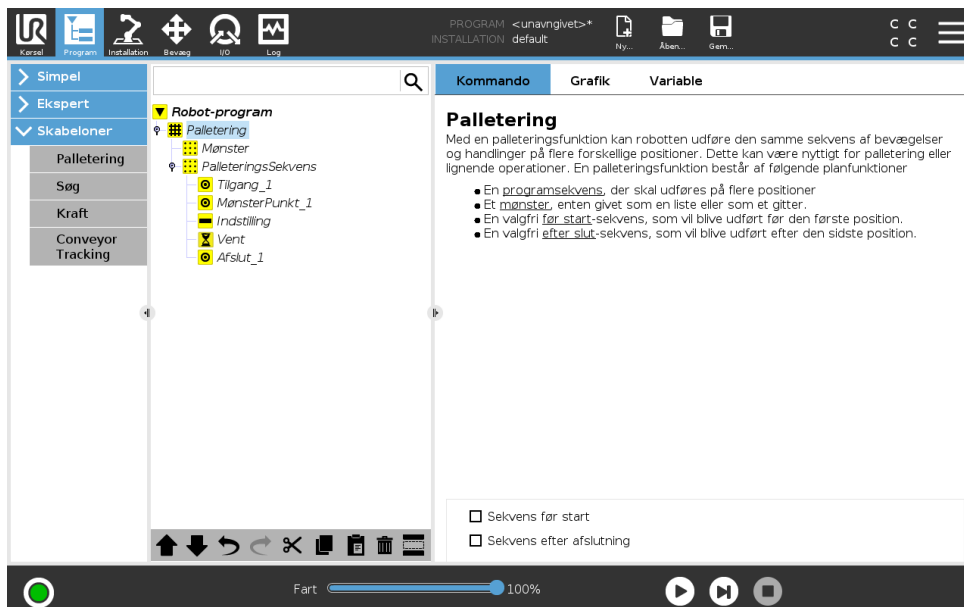 PROGRAM <unavngivet>*
INSTALLATION default
Kørsel Program Installation Bevæg I/O Log Ny... Åben... Gem...
C C
C C
Simpel
Ekspert
Skabeloner
Palletering
Søg
Kraft
Conveyor
Tracking
Robot-program
Palletering
Mønster
PalleteringsSekvens
Tilgang_1
MønsterPunkt_1
Indstilling
Vent
Afslut_1
Kommando Grafik Variable
Palletering
Med en palleteringsfunktion kan robotten udføre den samme sekvens af bevægelser
og handlinger på flere forskellige positioner. Dette kan være nyttigt for palletering eller
lignende operationer. En palleteringsfunktion består af følgende planfunktioner
En programsekvens, der skal udføres på flere positioner
Et mønster, enten givet som en liste eller som et gitter.
En valgfri før start-sekvens, som vil blive udført før den første position.
En valgfri efter slut-sekvens, som vil blive udført efter den sidste position.
Sekvens før start
Sekvens efter afslutning
Fart 100%